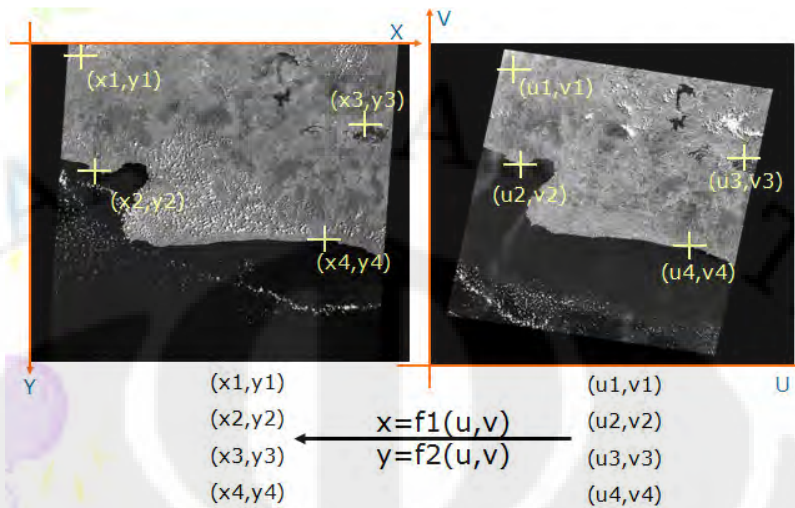 X
V
(x1,y1)
(x3,y3)
(x2,y2)
(x4,y4)
(u1,v1)
(u2,v2)
(u3,v3)
(u4,v4)
Y
U
(x1,y1)
(x2,y2)
(x3,y3)
(x4,y4)
x=f1(u,v)
y=f2(u,v)
(u1,v1)
(u2,v2)
(u3,v3)
(u4,v4)